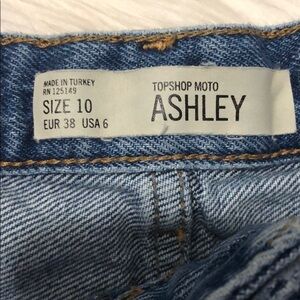 MADE IN TURKEY
RN 125149
SIZE 10
EUR 38 USA 6
TOPSHOP MOTO
ASHLEY